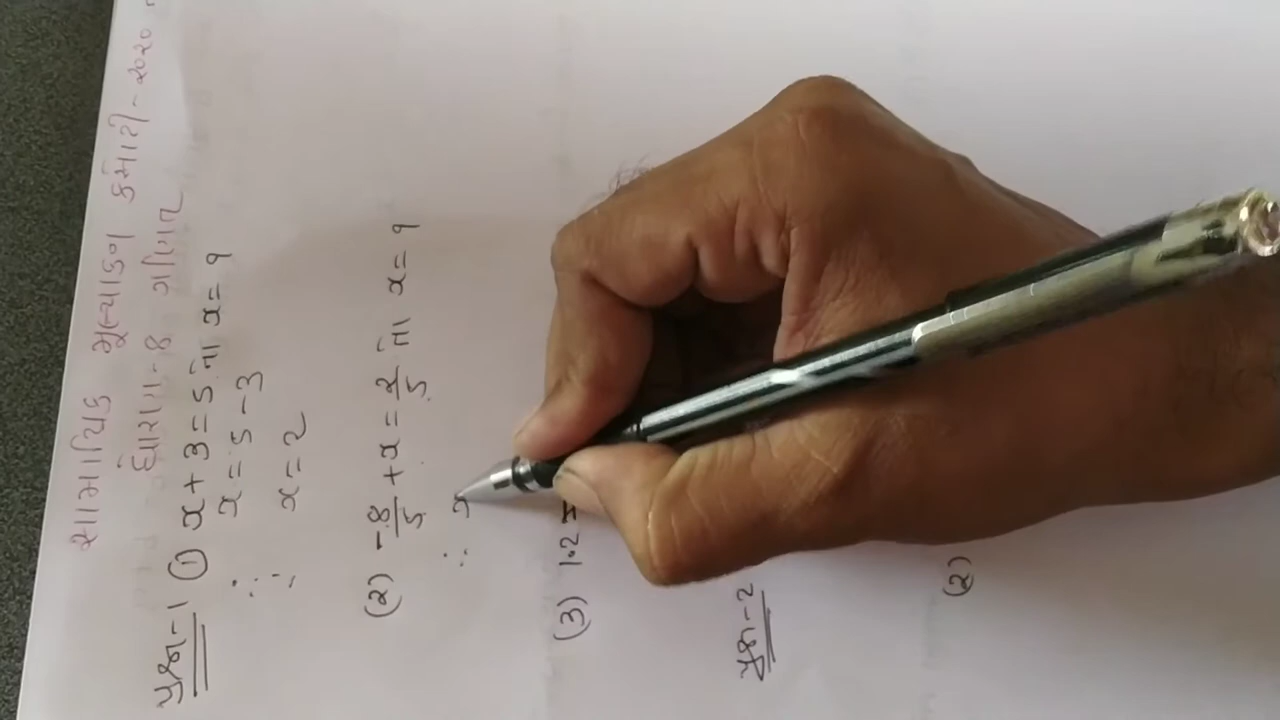 સામાયિક મૂલ્યાંકન કસોટી - ૨૦૨૦
ધોરણ - 8 ગણિત
પ્રશ્ન - 1 ① x + 3 = 5 તો x = ?
∴ x = 5 - 3
∴ x = 2
(2) -8/5 + x = 2/5 તો x = ?
∴ x
(3) 1.2 =
પ્રશ્ન - 2
(2)